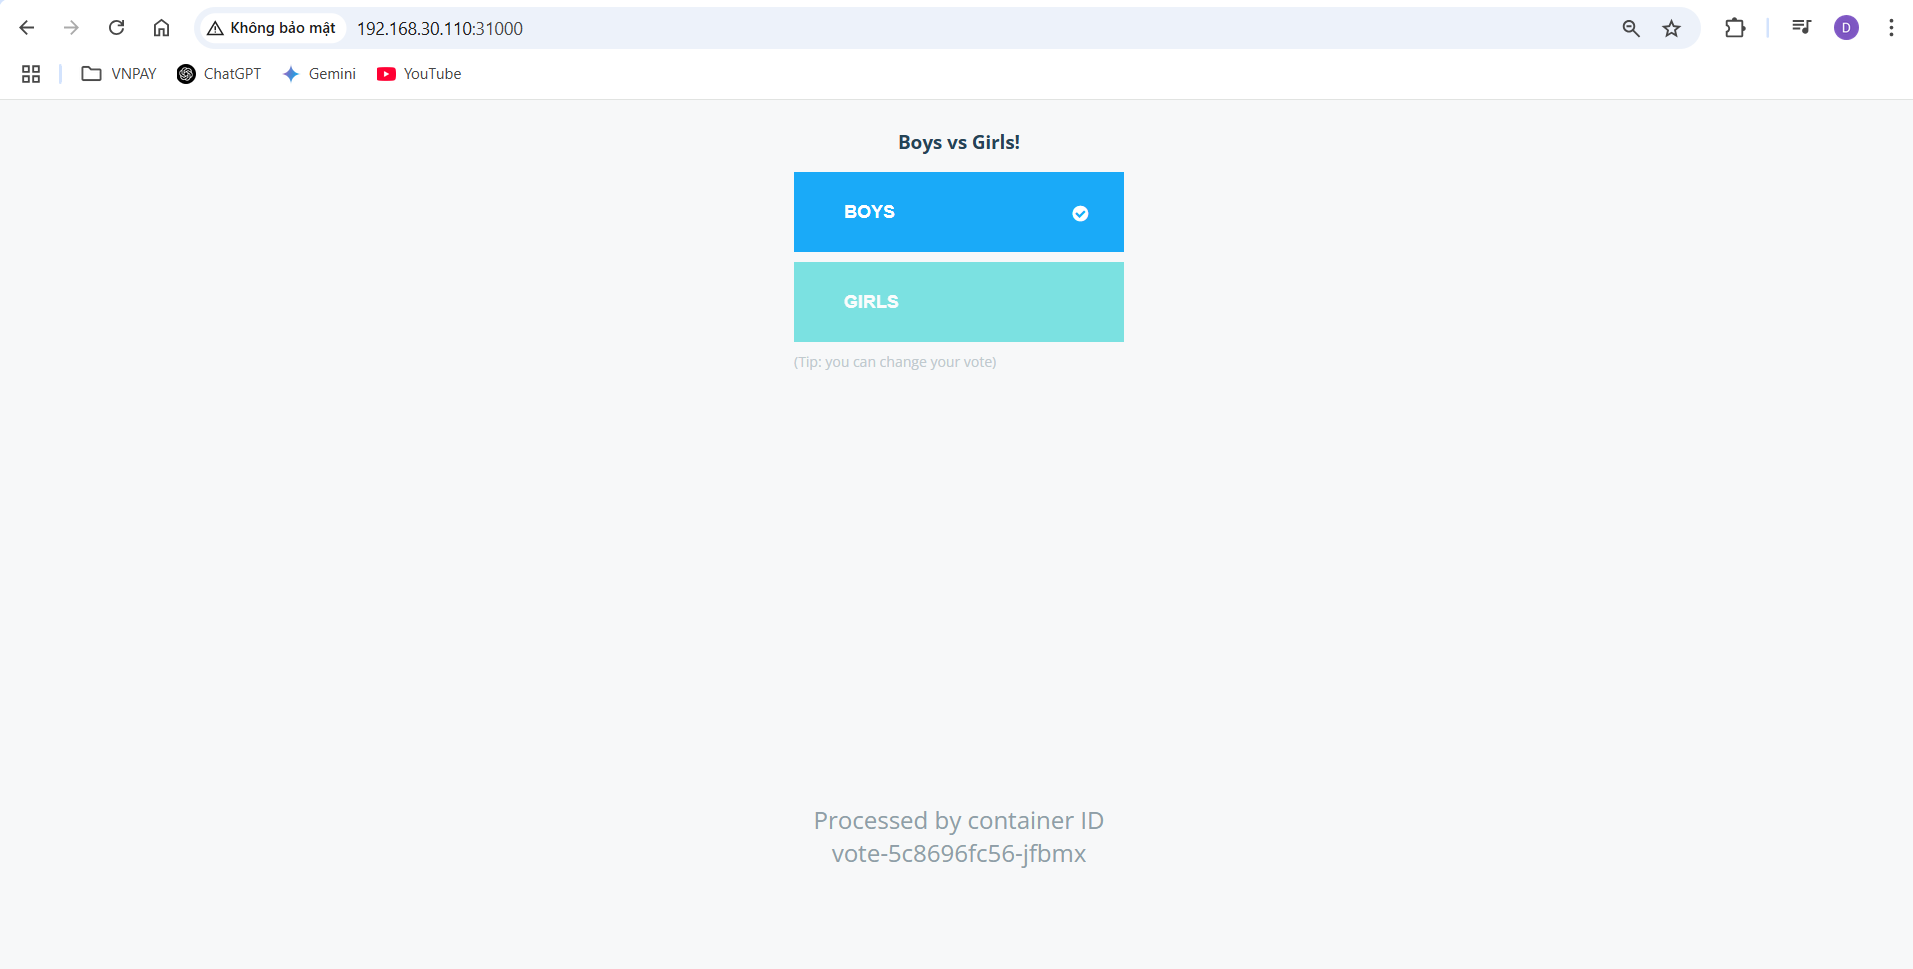 Không bảo mật 192.168.30.110:31000
D
VNPAY ChatGPT Gemini YouTube
Boys vs Girls!
BOYS
GIRLS
(Tip: you can change your vote)
Processed by container ID
vote-5c8696fc56-jfbmx